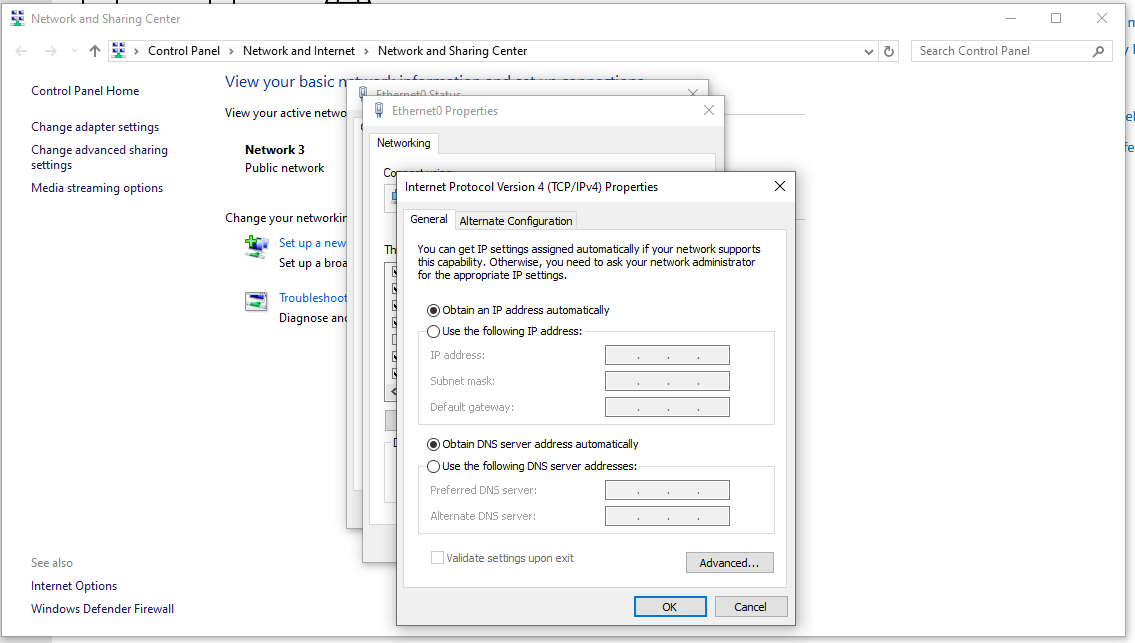 Network and Sharing Center
Control Panel > Network and Internet > Network and Sharing Center
Search Control Panel
Control Panel Home
Change adapter settings
Change advanced sharing
settings
Media streaming options
See also
Internet Options
Windows Defender Firewall
View your basic network information and set up connections
View your active netwo
Network 3
Public network
Change your networkin
Set up a new
Set up a broa
Troubleshoot
Diagnose and
Ethernet0 Status
Ethernet0 Properties
Networking
Connect using:
Th
Internet Protocol Version 4 (TCP/IPv4) Properties
General
Alternate Configuration
You can get IP settings assigned automatically if your network supports
this capability. Otherwise, you need to ask your network administrator
for the appropriate IP settings.
Obtain an IP address automatically
Use the following IP address:
IP address:
Subnet mask:
Default gateway:
Obtain DNS server address automatically
Use the following DNS server addresses:
Preferred DNS server:
Alternate DNS server:
Validate settings upon exit
Advanced...
OK
Cancel